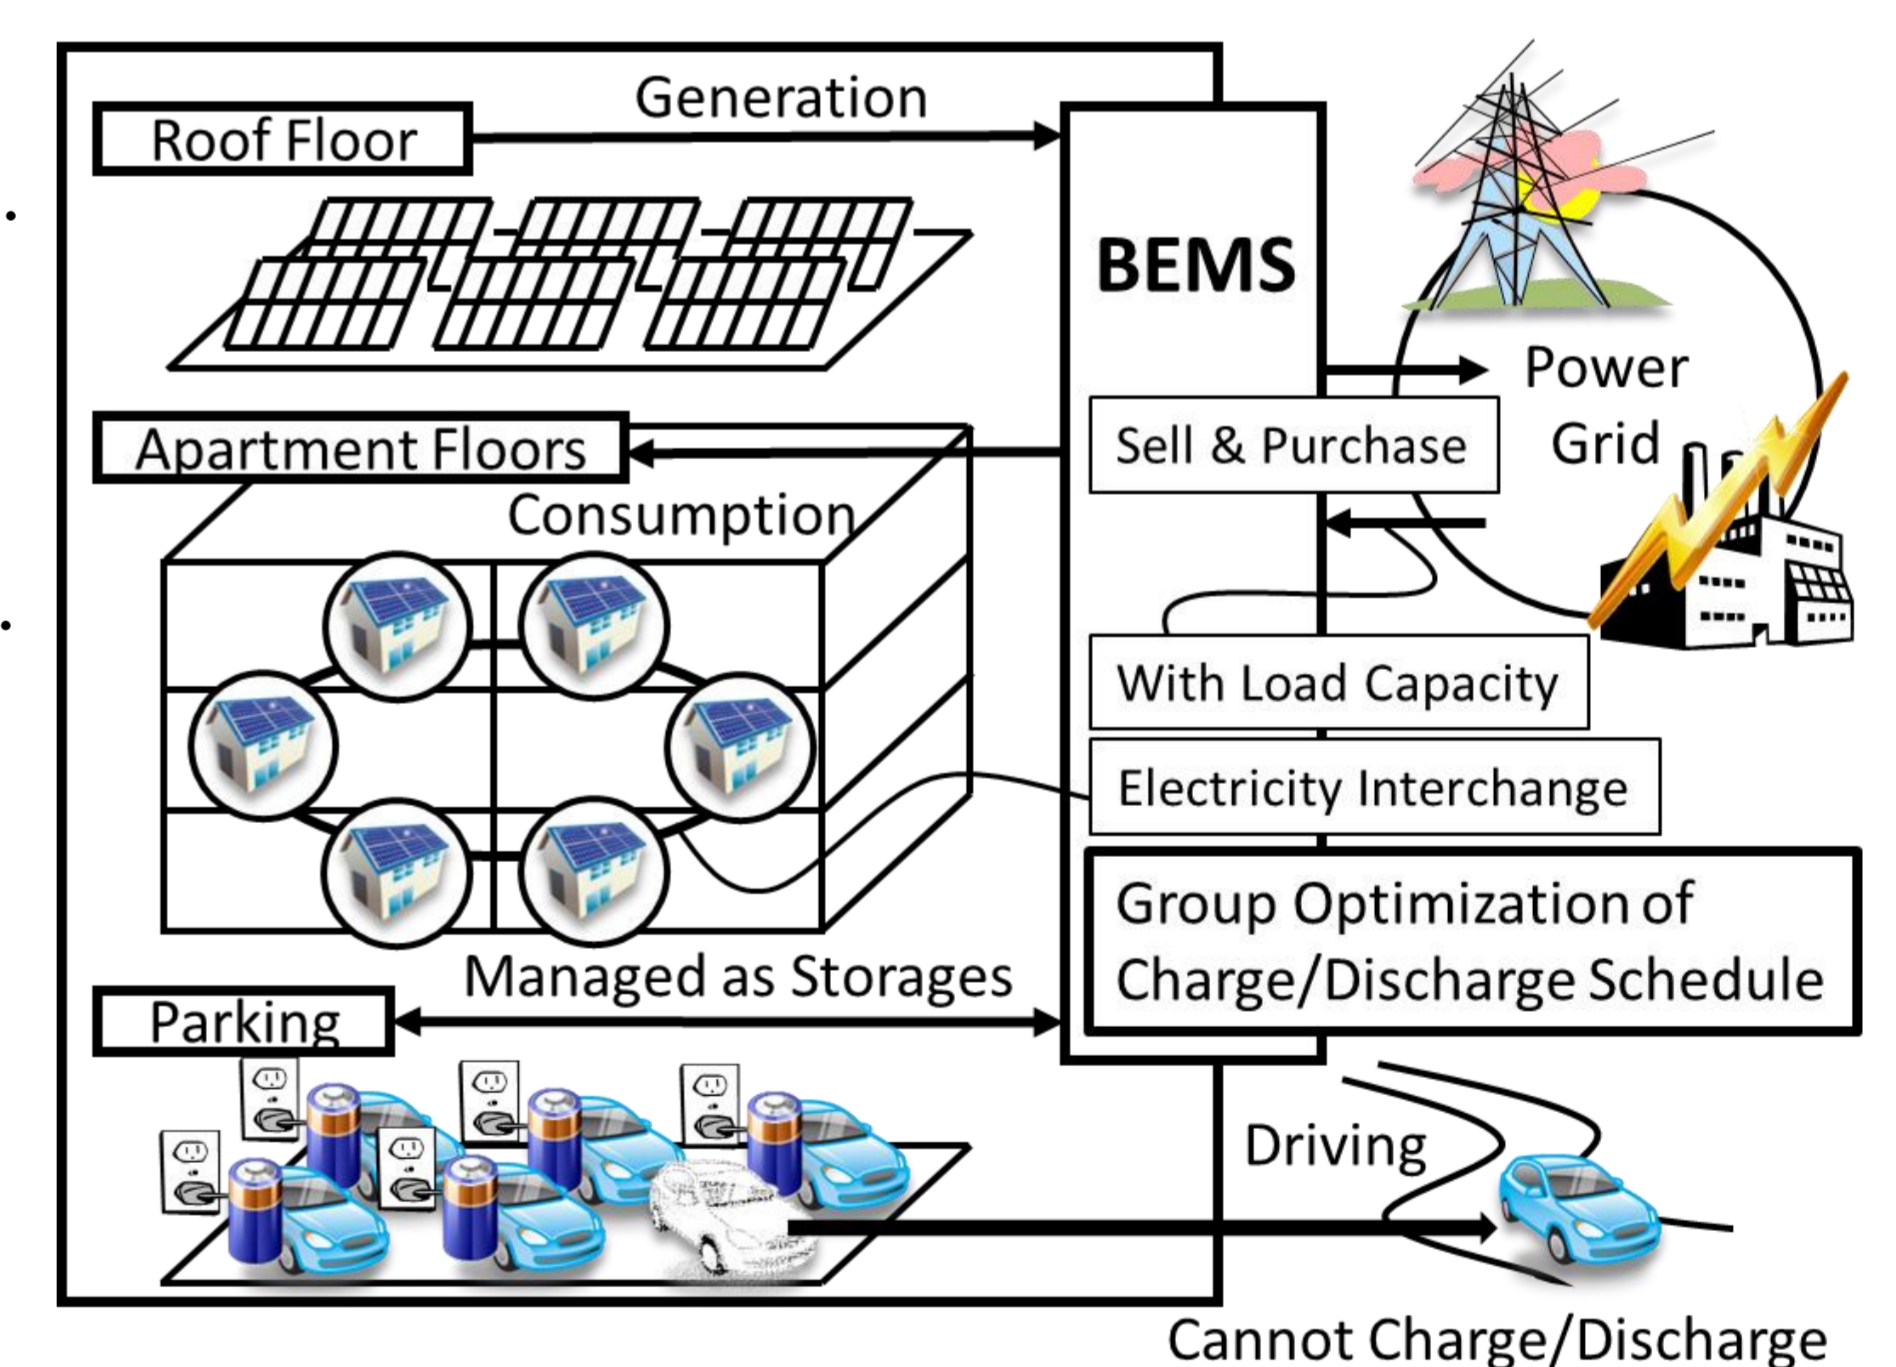 Generation
Roof Floor
BEMS
Power
Grid
Apartment Floors
Sell & Purchase
Consumption
With Load Capacity
Electricity Interchange
Group Optimization of
Charge/Discharge Schedule
Managed as Storages
Parking
Driving
Cannot Charge/Discharge